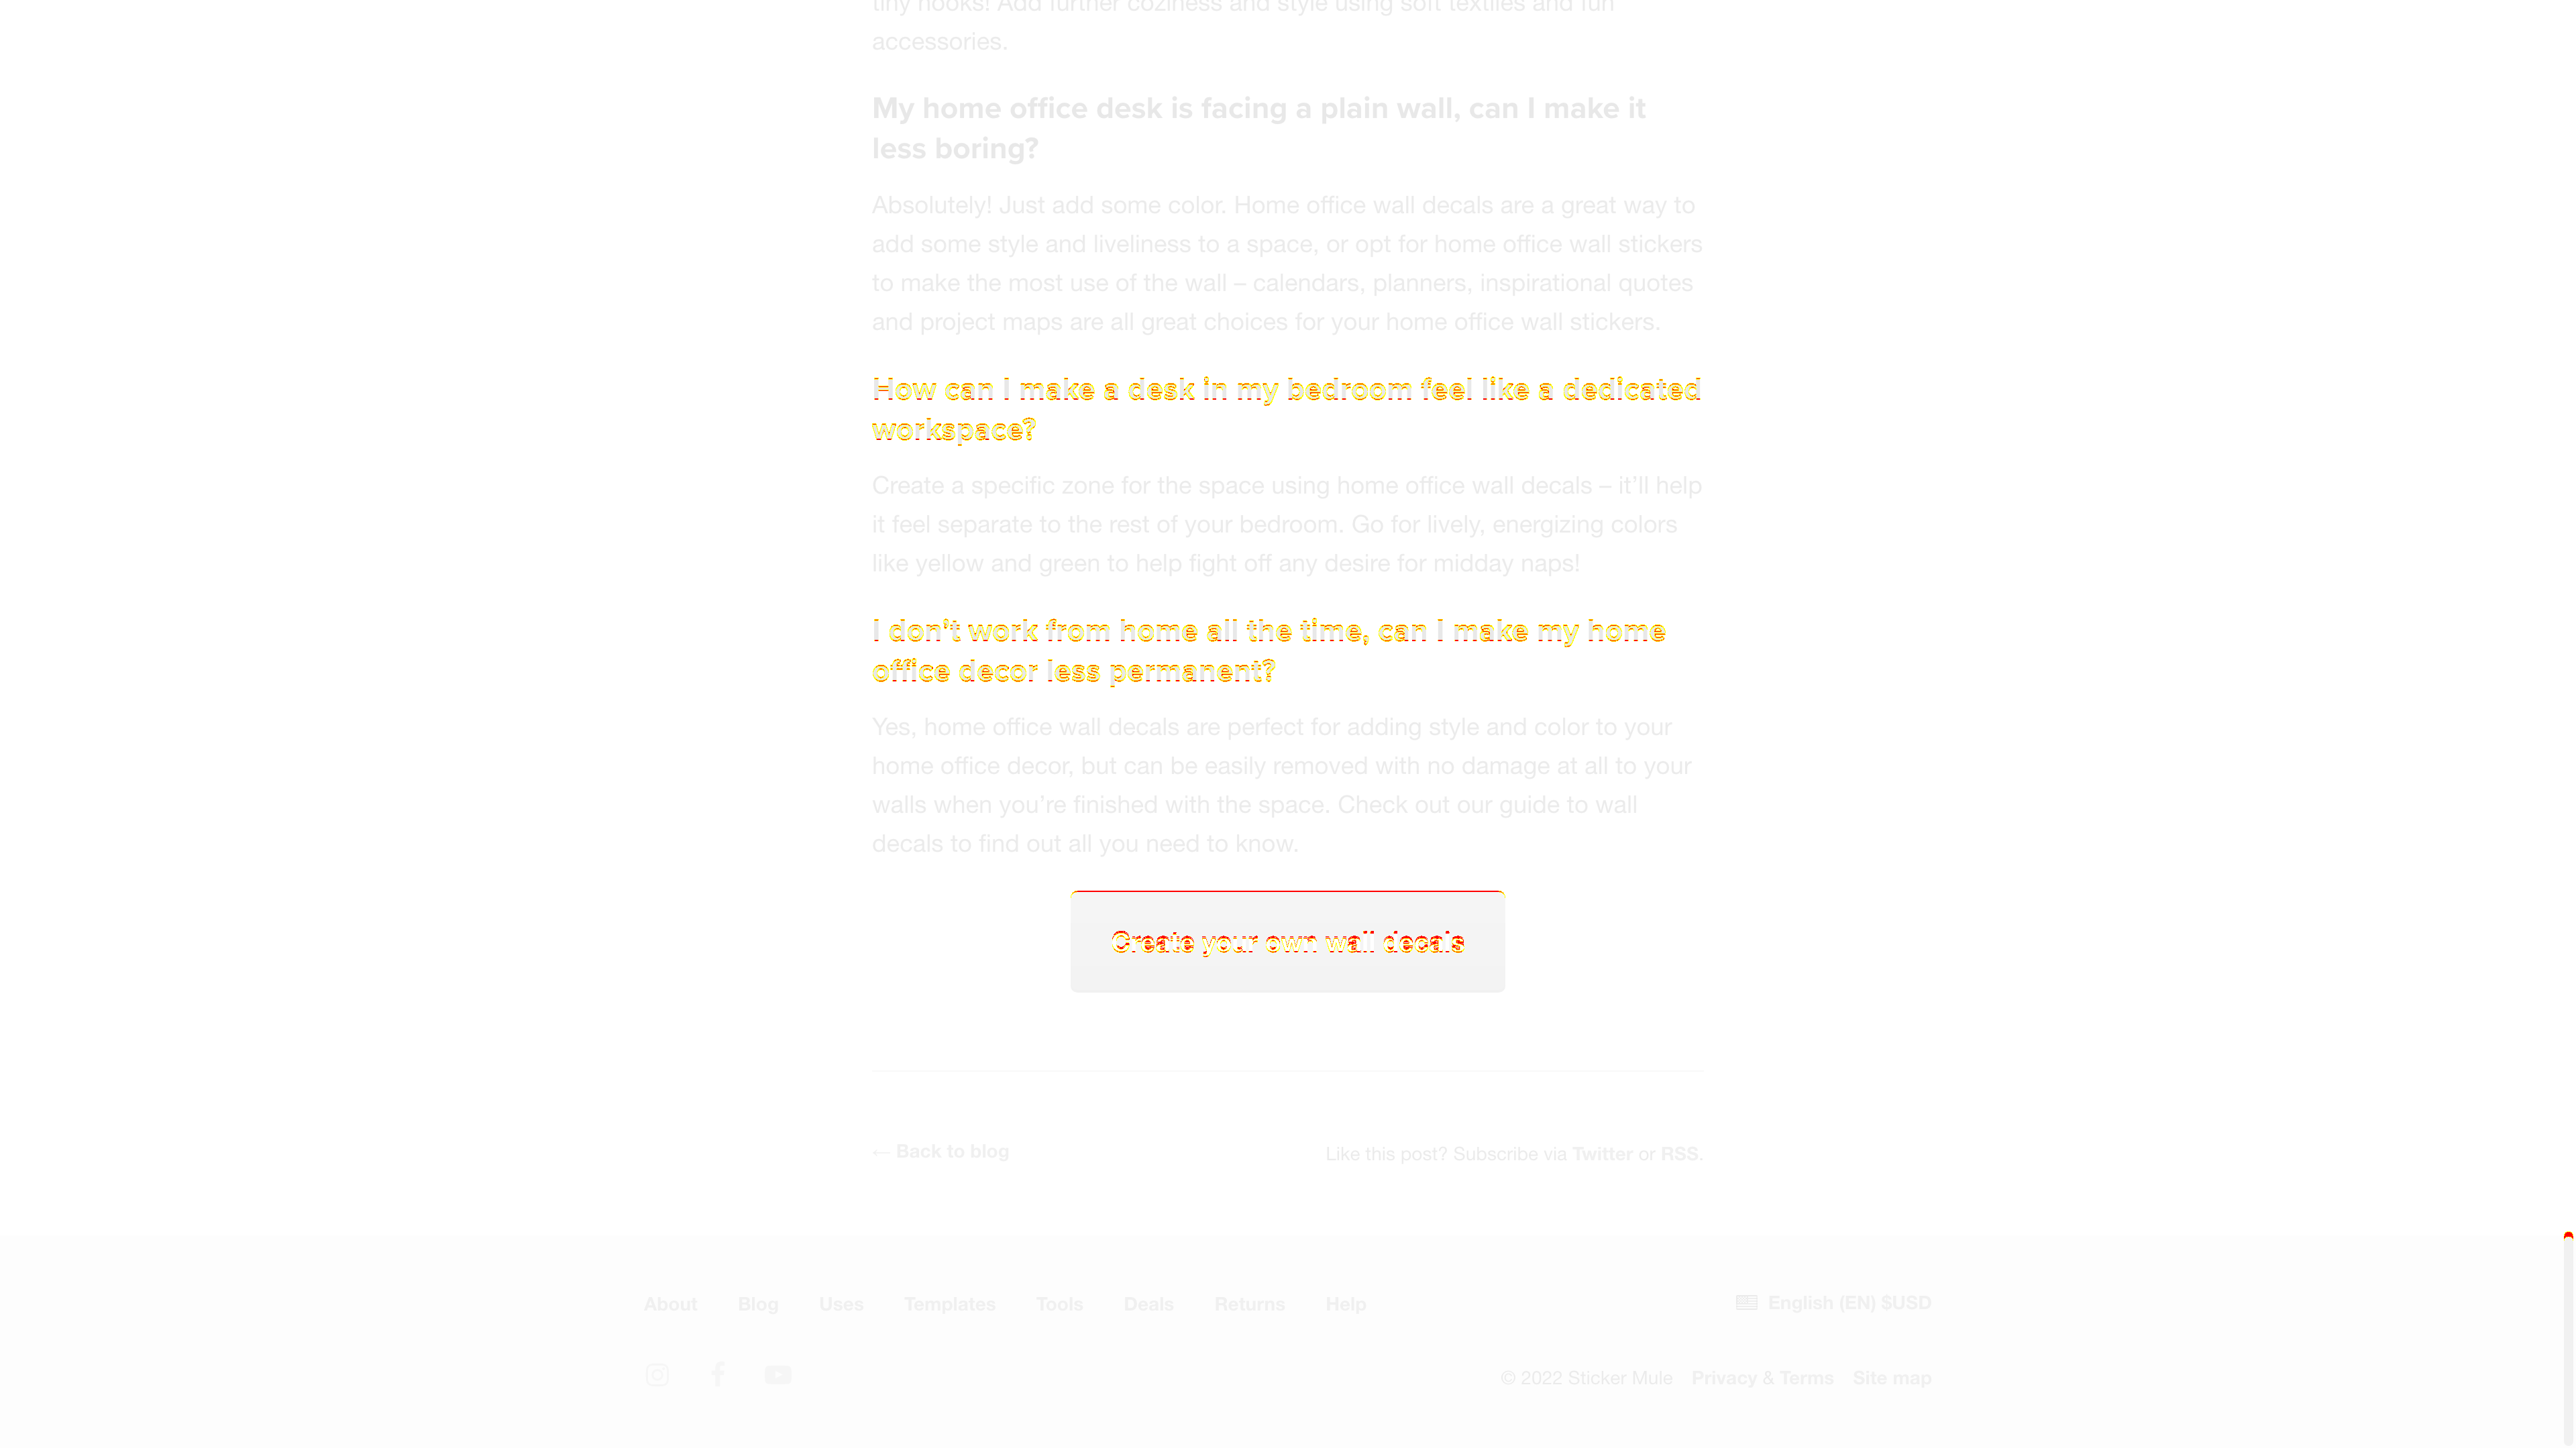 tiny hooks! Add further coziness and style using soft textiles and fun
accessories.
My home office desk is facing a plain wall, can I make it
less boring?
Absolutely! Just add some color. Home office wall decals are a great way to
add some style and liveliness to a space, or opt for home office wall stickers
to make the most use of the wall – calendars, planners, inspirational quotes
and project maps are all great choices for your home office wall stickers.
How can I make a desk in my bedroom feel like a dedicated
workspace?
Create a specific zone for the space using home office wall decals – it’ll help
it feel separate to the rest of your bedroom. Go for lively, energizing colors
like yellow and green to help fight off any desire for midday naps!
I don't work from home all the time, can I make my home
office decor less permanent?
Yes, home office wall decals are perfect for adding style and color to your
home office decor, but can be easily removed with no damage at all to your
walls when you’re finished with the space. Check out our guide to wall
decals to find out all you need to know.
Create your own wall decals
← Back to blog
Like this post? Subscribe via Twitter or RSS.
About Blog Uses Templates Tools Deals Returns Help
English (EN) $USD
© 2022 Sticker Mule Privacy & Terms Site map